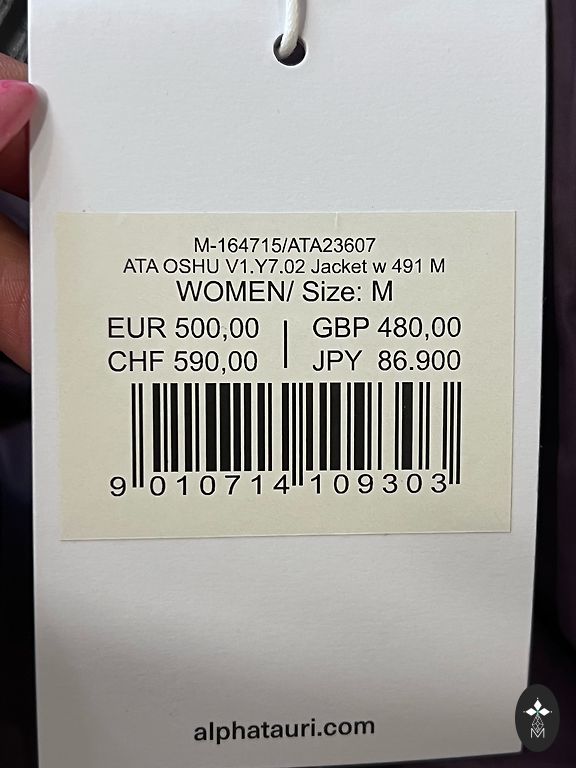 M-164715/ATA23607
ATA OSHU V1.Y7.02 Jacket w 491 M
WOMEN/ Size: M
EUR 500,00 | GBP 480,00
CHF 590,00 | JPY 86.900
9 010714 109303
alphatauri.com
M